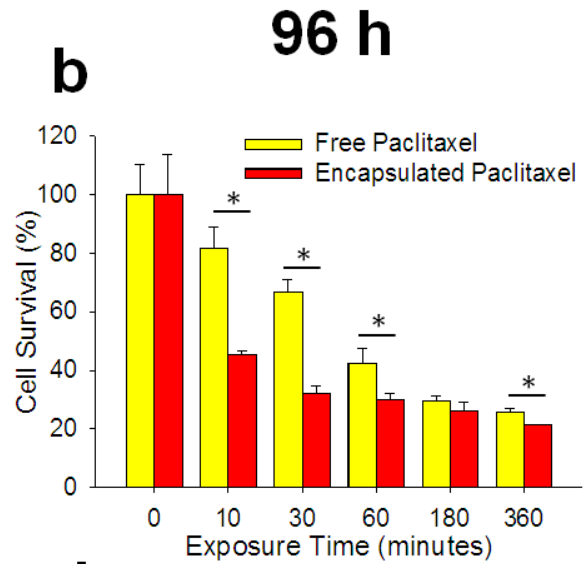 96 h
b
120
100
80
60
40
20
0
Free Paclitaxel
Encapsulated Paclitaxel
*
*
*
*
Cell Survival (%)
0 10 30 60 180 360
Exposure Time (minutes)